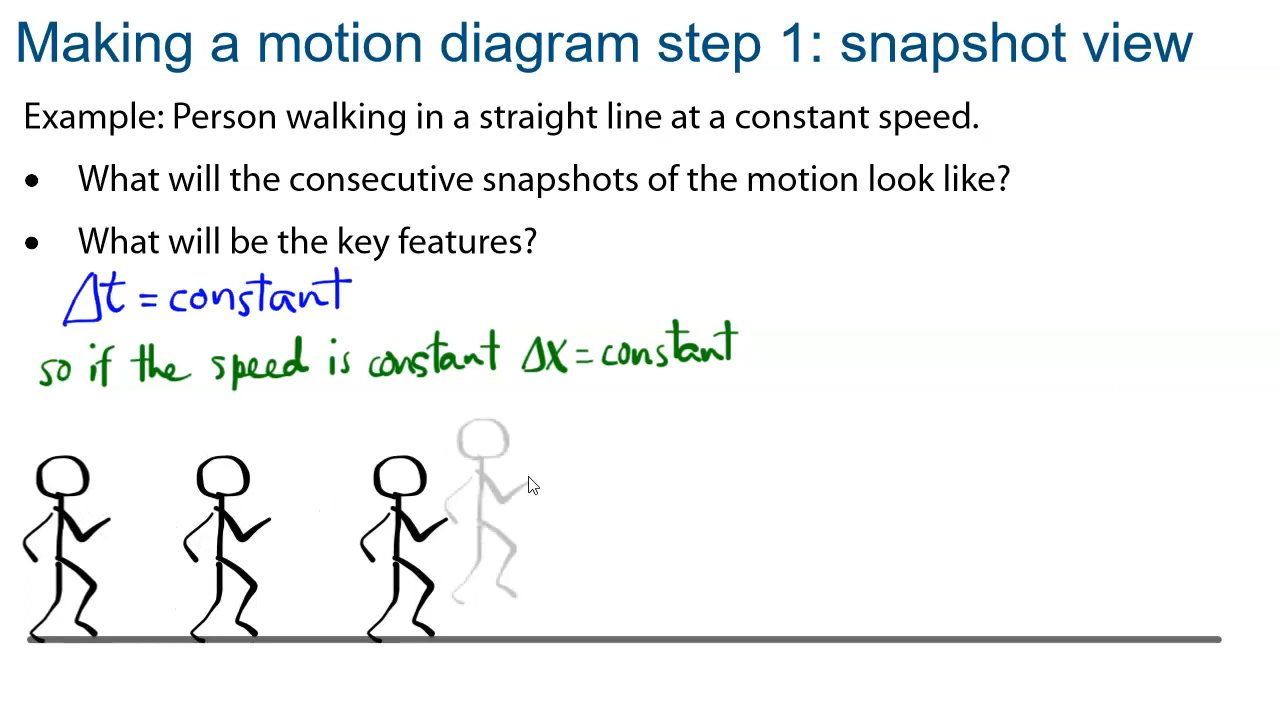 Making a motion diagram step 1: snapshot view
Example: Person walking in a straight line at a constant speed.
• What will the consecutive snapshots of the motion look like?
• What will be the key features?
Δt = constant
so if the speed is constant Δx = constant